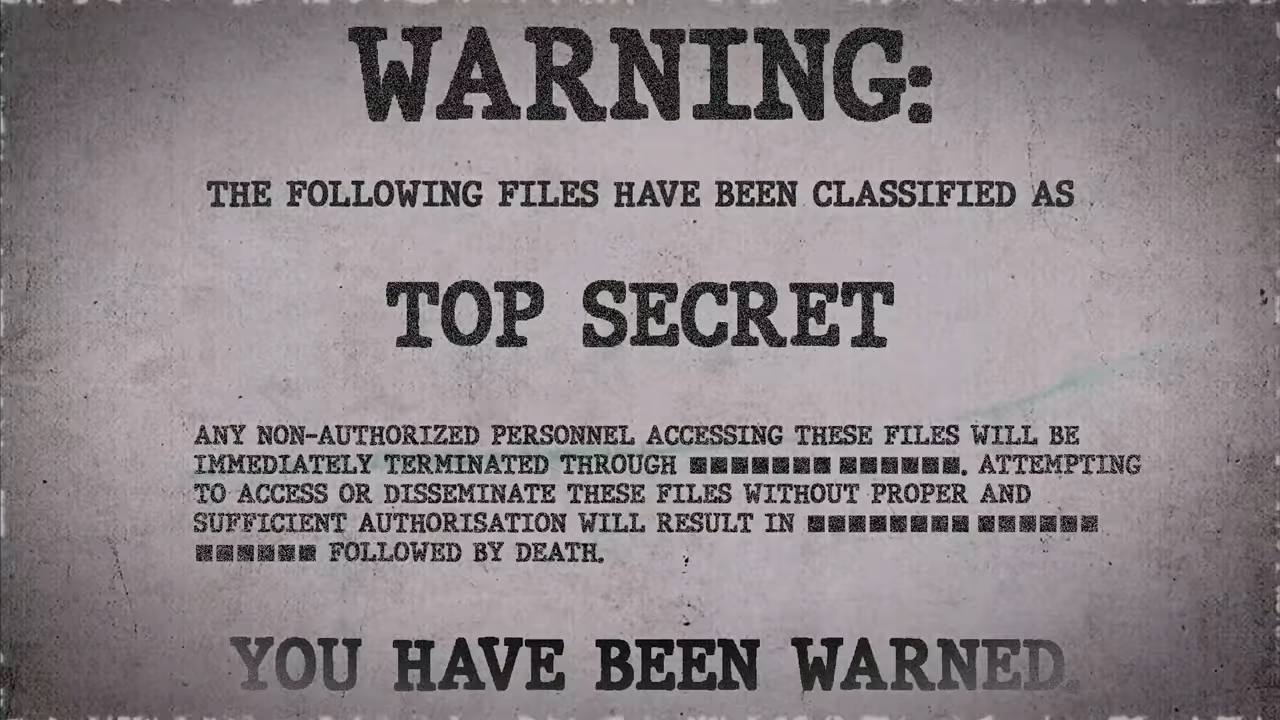 WARNING:
THE FOLLOWING FILES HAVE BEEN CLASSIFIED AS
TOP SECRET
ANY NON-AUTHORIZED PERSONNEL ACCESSING THESE FILES WILL BE
IMMEDIATELY TERMINATED THROUGH ■■■■■■■ ■■■■■■. ATTEMPTING
TO ACCESS OR DISSEMINATE THESE FILES WITHOUT PROPER AND
SUFFICIENT AUTHORISATION WILL RESULT IN ■■■■■■■■ ■■■■■■
■■■■■■ FOLLOWED BY DEATH.
YOU HAVE BEEN WARNED.